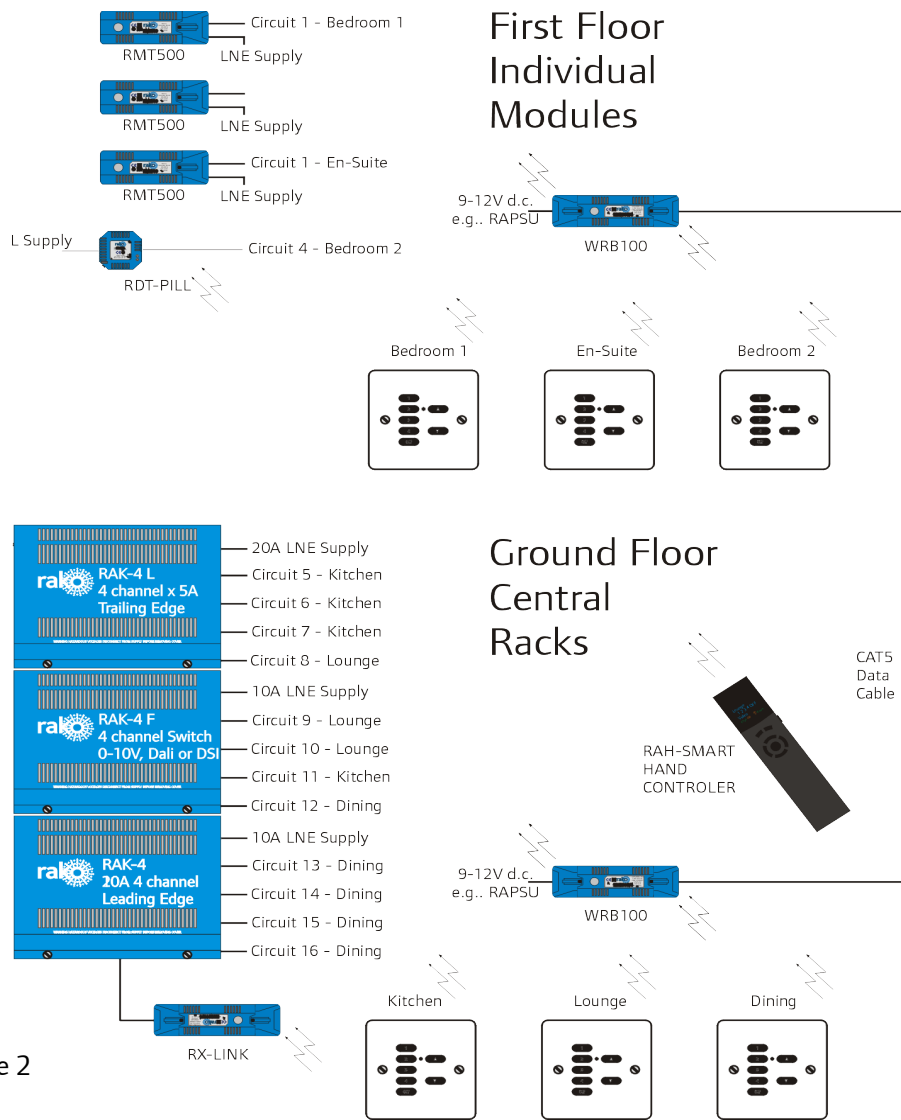 Circuit 1 - Bedroom 1
RMT500
LNE Supply
RMT500
LNE Supply
Circuit 1 - En-Suite
RMT500
LNE Supply
L Supply
Circuit 4 - Bedroom 2
RDT-PILL
First Floor
Individual
Modules
9-12V d.c.
e.g.. RAPSU
WRB100
Bedroom 1
En-Suite
Bedroom 2
rako
RAK-4 L
4 channel x 5A
Trailing Edge
20A LNE Supply
Circuit 5 - Kitchen
Circuit 6 - Kitchen
Circuit 7 - Kitchen
Circuit 8 - Lounge
rako
RAK-4 F
4 channel Switch
0-10V, Dali or DSI
10A LNE Supply
Circuit 9 - Lounge
Circuit 10 - Lounge
Circuit 11 - Kitchen
Circuit 12 - Dining
rako
RAK-4
20A 4 channel
Leading Edge
10A LNE Supply
Circuit 13 - Dining
Circuit 14 - Dining
Circuit 15 - Dining
Circuit 16 - Dining
RX-LINK
Ground Floor
Central
Racks
CAT5
Data
Cable
RAH-SMART
HAND
CONTROLER
9-12V d.c.
e.g.. RAPSU
WRB100
Kitchen
Lounge
Dining
e 2